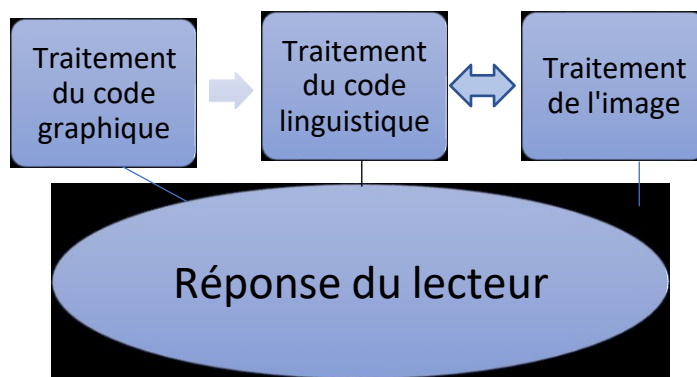 Traitement
du code
graphique
Traitement
du code
linguistique
Traitement
de l'image
Réponse du lecteur